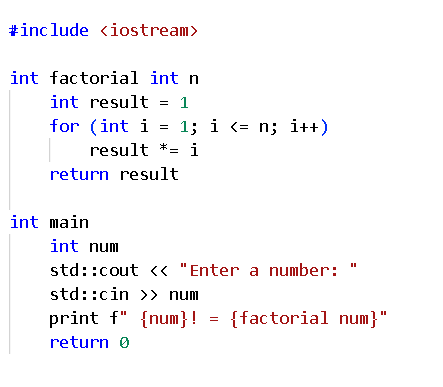 #include <iostream>

int factorial int n
    int result = 1
    for (int i = 1; i <= n; i++)
        result *= i
    return result

int main
    int num
    std::cout << "Enter a number: "
    std::cin >> num
    print f" {num}! = {factorial num}"
    return 0